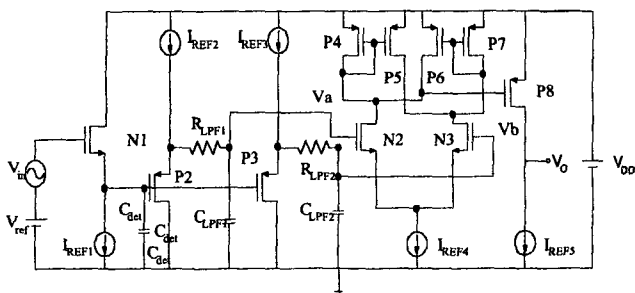 P4
P7
I_REF2
I_REF3
P5
P6
P8
Va
R_LPF1
N1
N2
N3
Vb
P2
P3
R_LPF2
V_in
V_O
V_DD
C_det
C_LPF1
C_LPF2
V_ref
C_det
C_det
I_REF1
I_REF4
I_REF5